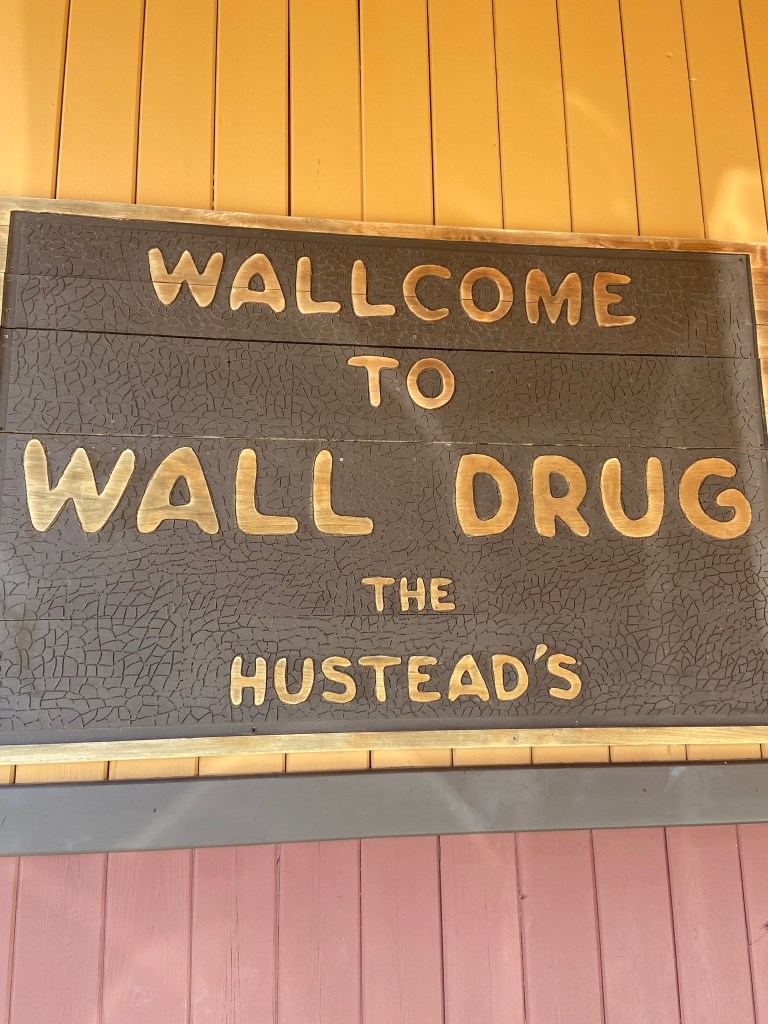 WALLCOME
TO
WALL DRUG
THE
HUSTEAD'S